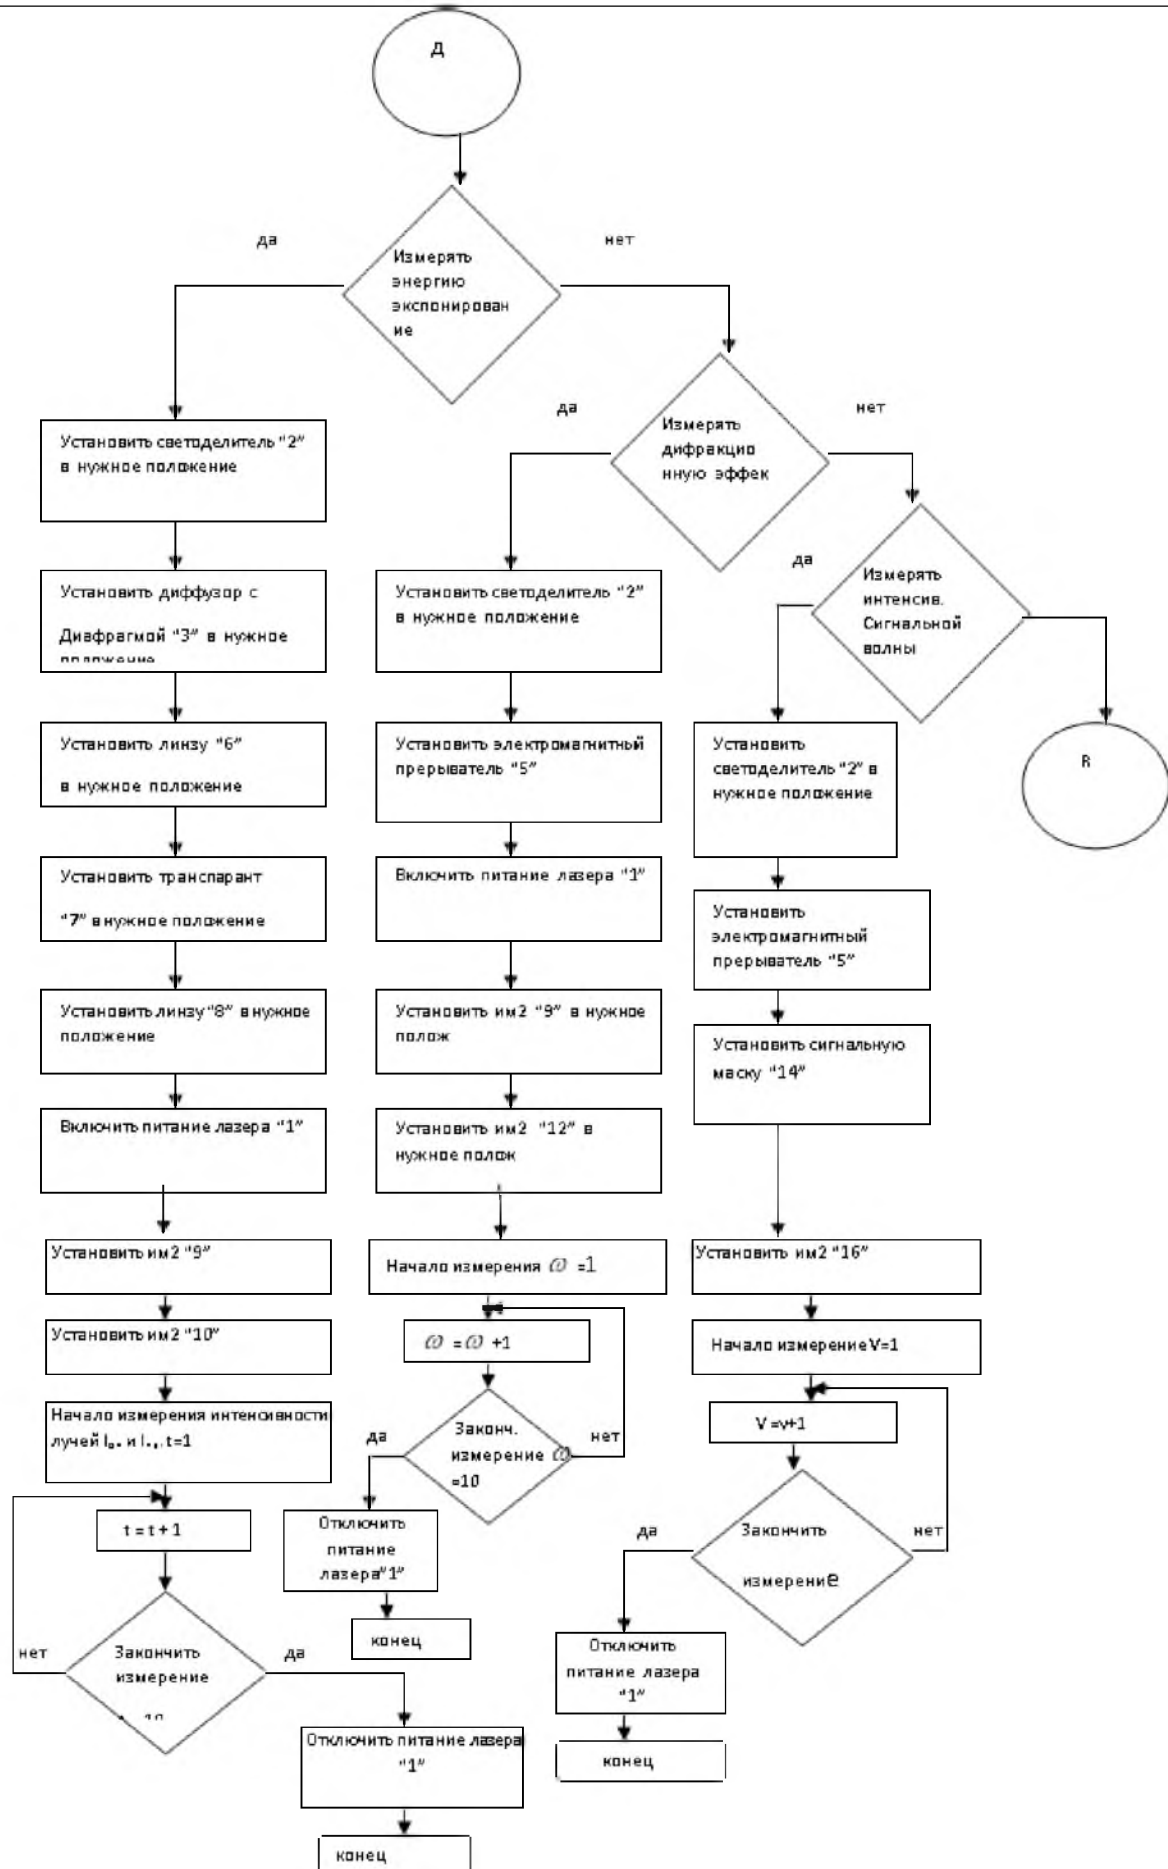 Д
да
нет
Измерять
энергию
экспонирован
ие
да
нет
Измерять
дифракцио
нную эффек
да
Измерять
интенсив.
Сигнальной
волны
R
Установить светоделитель "2"
в нужное положение
Установить диффузор с
Диафрагмой "3" в нужное
положение
Установить линзу "6"
в нужное положение
Установить транспарант
"7" в нужное положение
Установить линзу "8" в нужное
положение
Включить питание лазера "1"
Установить им2 "9"
Установить им2 "10"
Начало измерения интенсивности
лучей
t=1
t = t + 1
нет
да
Закончить
измерение
Отключить питание лазера
"1"
конец
Установить светоделитель "2"
в нужное положение
Установить электромагнитный
прерыватель "5"
Включить питание лазера "1"
Установить им2 "9" в нужное
полож
Установить им2 "12" в
нужное полож
Начало измерения ω =1
ω = ω +1
да
нет
Законч.
измерение ω
=10
Отключить
питание
лазера"1"
конец
Установить
светоделитель "2" в
нужное положение
Установить
электромагнитный
прерыватель "5"
Установить сигнальную
маску "14"
Установить им2 "16"
Начало измерение V=1
V =v+1
да
нет
Закончить
измерение
Отключить
питание лазера
"1"
конец